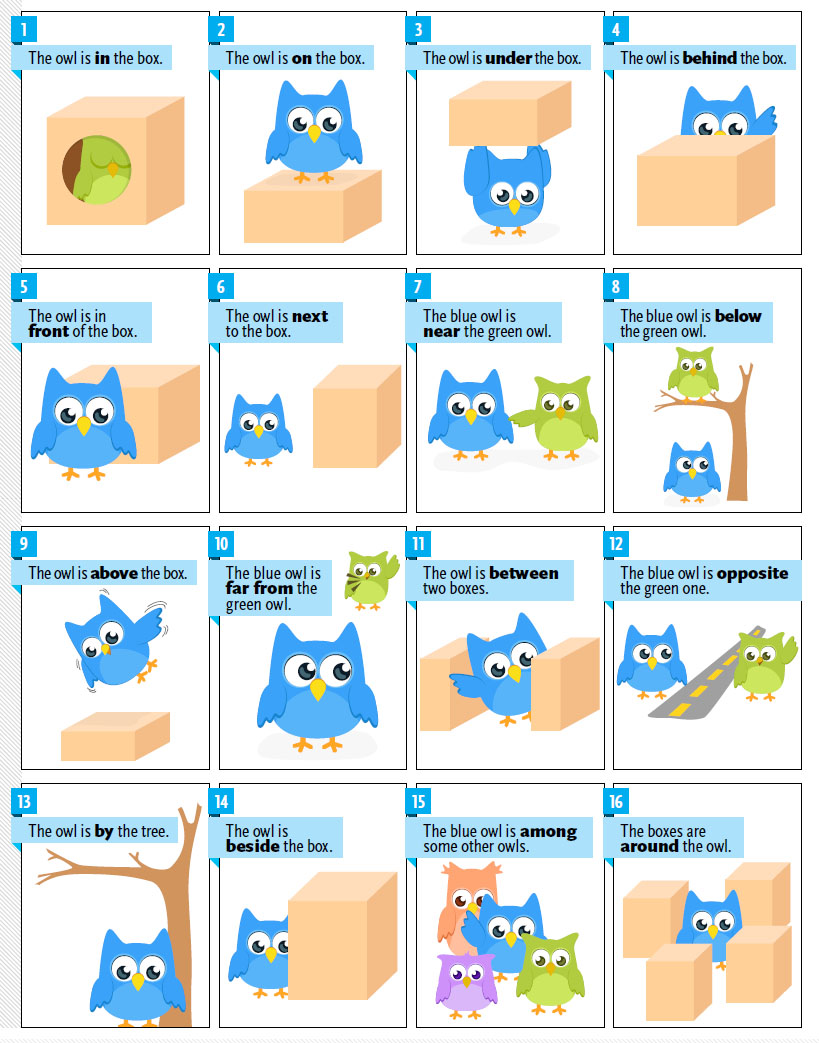 1
The owl is in the box.
2
The owl is on the box.
3
The owl is under the box.
4
The owl is behind the box.
5
The owl is in
front of the box.
6
The owl is next
to the box.
7
The blue owl is
near the green owl.
8
The blue owl is below
the green owl.
9
The owl is above the box.
10
The blue owl is
far from the
green owl.
11
The owl is between
two boxes.
12
The blue owl is opposite
the green one.
13
The owl is by the tree.
14
The owl is
beside the box.
15
The blue owl is among
some other owls.
16
The boxes are
around the owl.